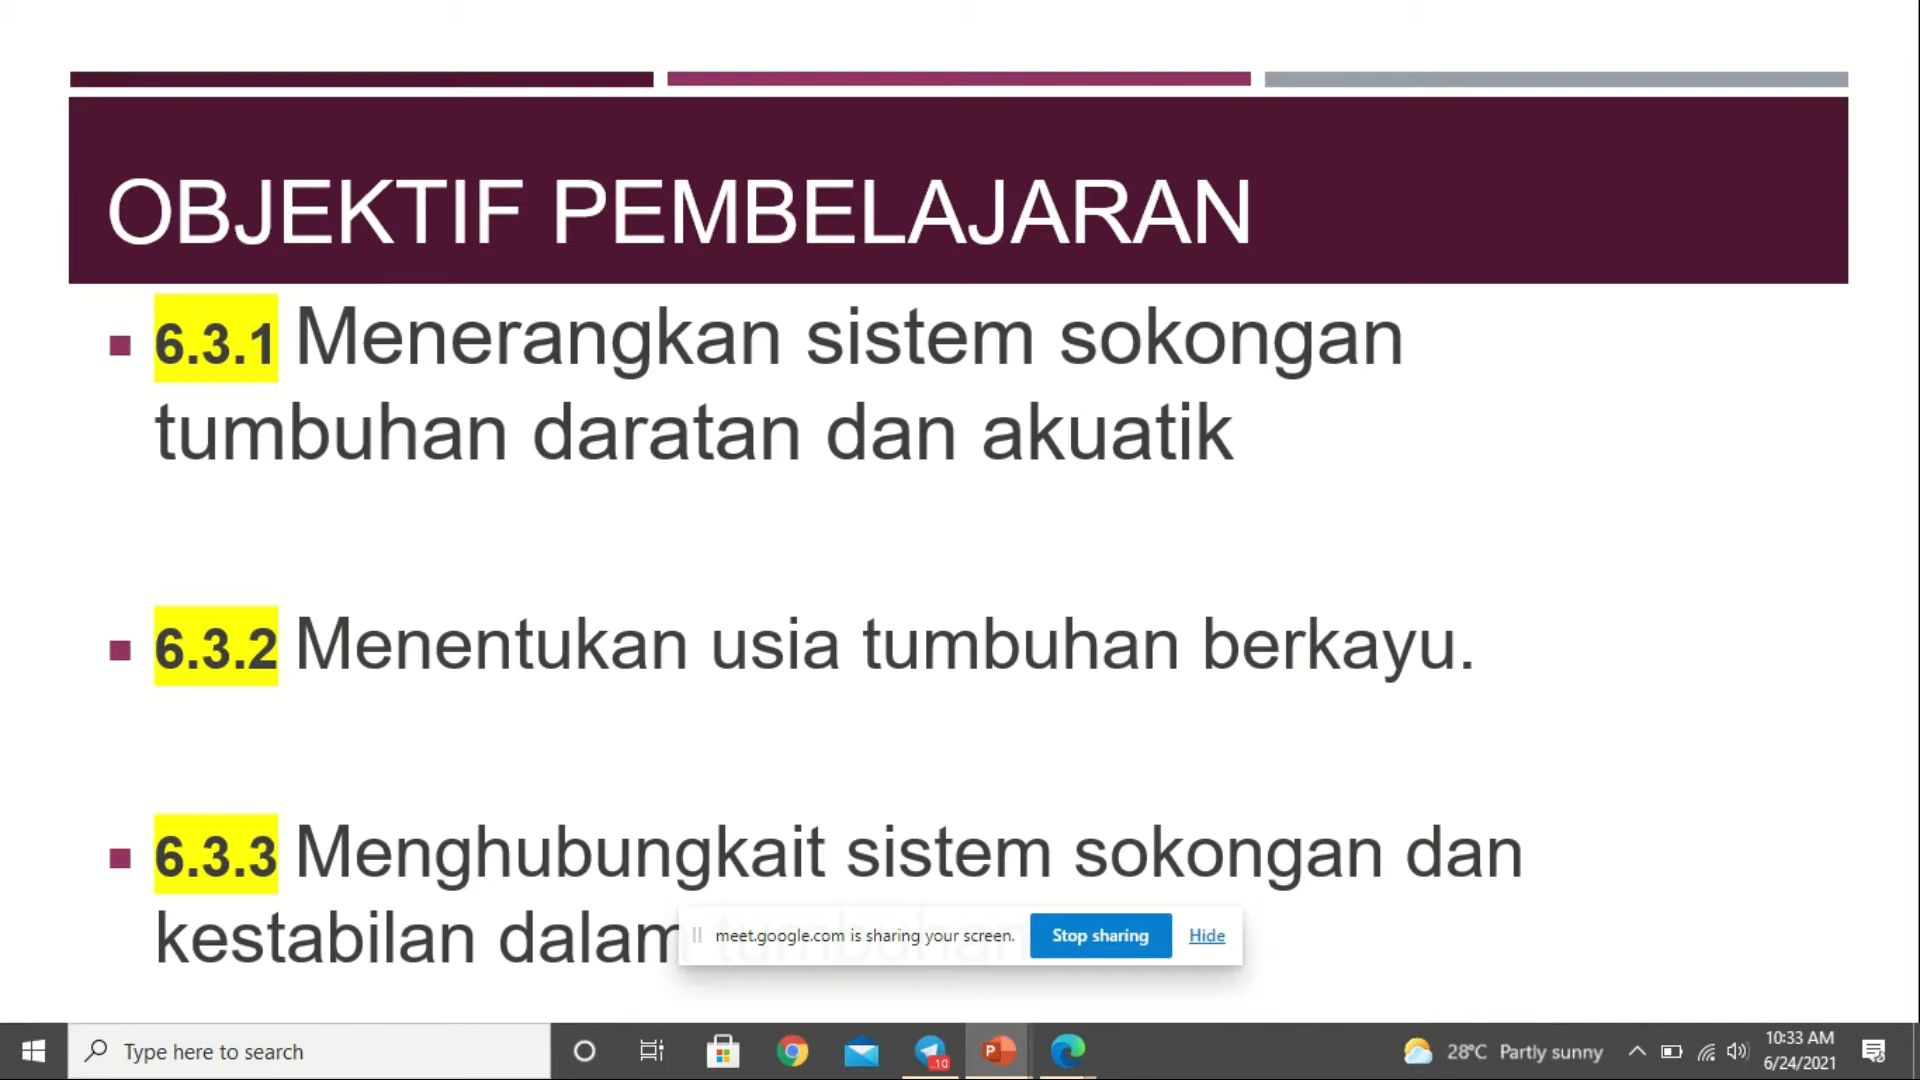 OBJEKTIF PEMBELAJARAN
6.3.1 Menerangkan sistem sokongan
tumbuhan daratan dan akuatik
6.3.2 Menentukan usia tumbuhan berkayu.
6.3.3 Menghubungkait sistem sokongan dan
kestabilan dalam
meet.google.com is sharing your screen. Stop sharing Hide
Type here to search
10
28°C Partly sunny
10:33 AM
6/24/2021